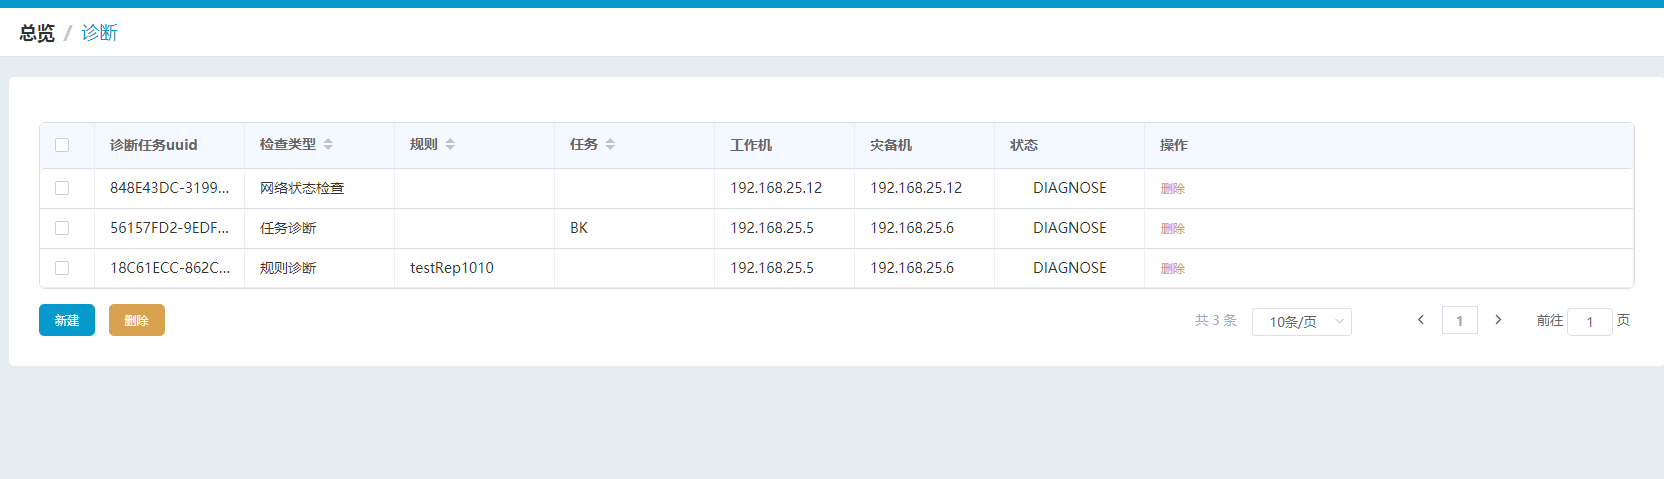 总览 / 诊断
诊断任务uuid 检查类型 规则 任务 工作机 灾备机 状态 操作
848E43DC-3199... 网络状态检查 192.168.25.12 192.168.25.12 DIAGNOSE 删除
56157FD2-9EDF... 任务诊断 BK 192.168.25.5 192.168.25.6 DIAGNOSE 删除
18C61ECC-862C... 规则诊断 testRep1010 192.168.25.5 192.168.25.6 DIAGNOSE 删除
新建 删除 共 3 条 10条/页 1 前往 1 页